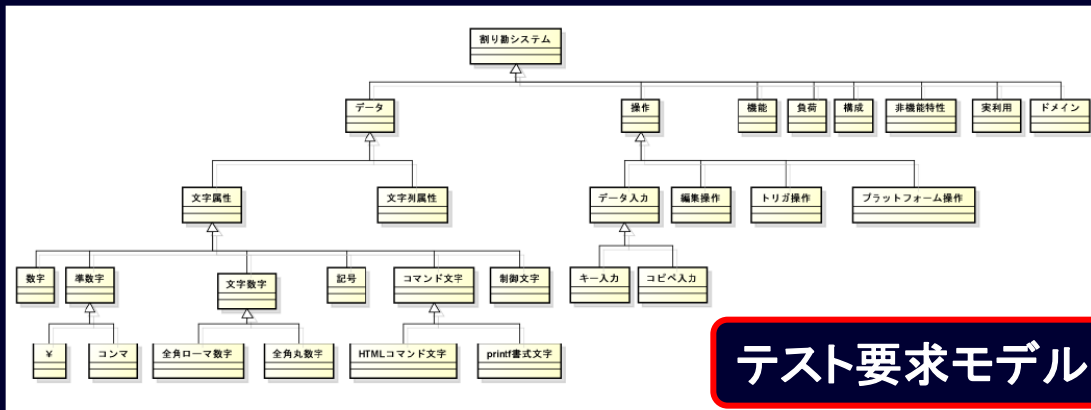 割り勘システム
データ
操作
機能
負荷
構成
非機能特性
実利用
ドメイン
文字属性
文字列属性
データ入力
編集操作
トリガ操作
プラットフォーム操作
数字
準数字
文字数字
記号
コマンド文字
制御文字
キー入力
コピペ入力
¥
コンマ
全角ローマ数字
全角丸数字
HTMLコマンド文字
printf書式文字
テスト要求モデル